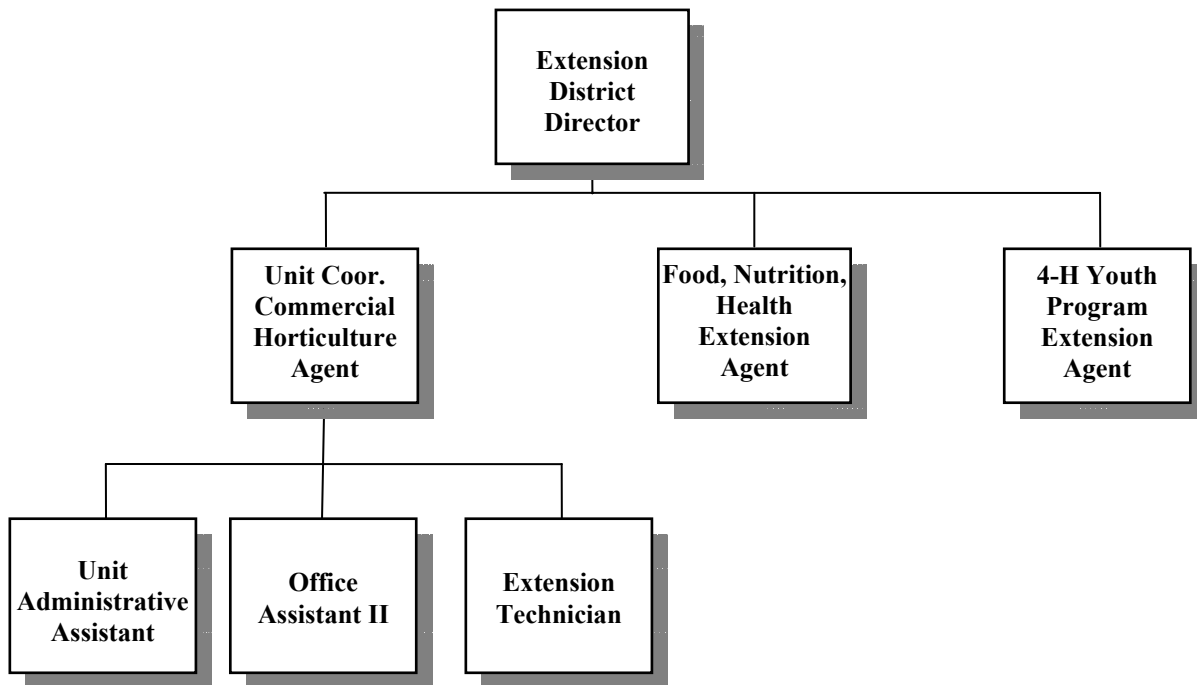 Extension
District
Director
Unit Coor.
Commercial
Horticulture
Agent
Food, Nutrition,
Health
Extension
Agent
4-H Youth
Program
Extension
Agent
Unit
Administrative
Assistant
Office
Assistant II
Extension
Technician